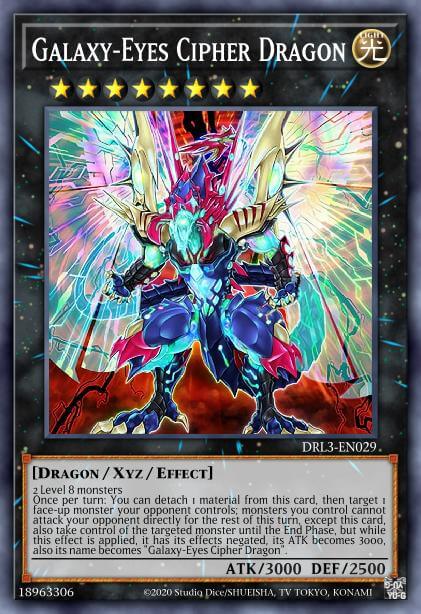 GALAXY-EYES CIPHER DRAGON
LIGHT
光
DRL3-EN029
[DRAGON / XYZ / EFFECT]
2 Level 8 monsters
Once per turn: You can detach 1 material from this card, then target 1
face-up monster your opponent controls; monsters you control cannot
attack your opponent directly for the rest of this turn, except this card,
also take control of the targeted monster until the End Phase, but while
this effect is applied, it has its effects negated, its ATK becomes 3000,
also its name becomes "Galaxy-Eyes Cipher Dragon".
ATK/3000 DEF/2500
18963306
©2020 Studio Dice/SHUEISHA, TV TOKYO, KONAMI